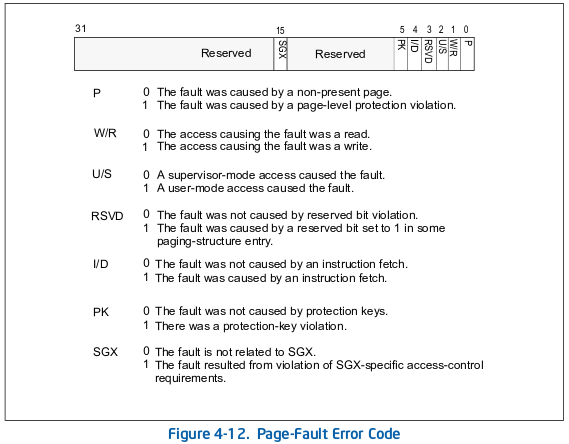 31 15 5 4 3 2 1 0
Reserved SGX Reserved PK I/D RSVD U/S W/R P
P 0 The fault was caused by a non-present page.
1 The fault was caused by a page-level protection violation.
W/R 0 The access causing the fault was a read.
1 The access causing the fault was a write.
U/S 0 A supervisor-mode access caused the fault.
1 A user-mode access caused the fault.
RSVD 0 The fault was not caused by reserved bit violation.
1 The fault was caused by a reserved bit set to 1 in some
paging-structure entry.
I/D 0 The fault was not caused by an instruction fetch.
1 The fault was caused by an instruction fetch.
PK 0 The fault was not caused by protection keys.
1 There was a protection-key violation.
SGX 0 The fault is not related to SGX.
1 The fault resulted from violation of SGX-specific access-control
requirements.
Figure 4-12. Page-Fault Error Code